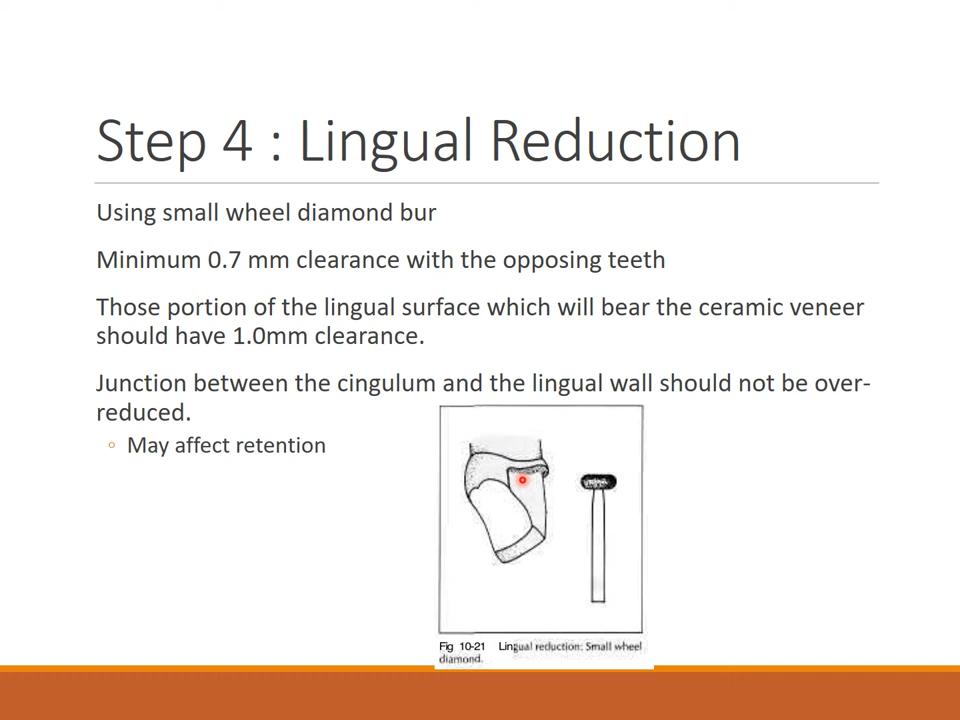 Step 4 : Lingual Reduction
Using small wheel diamond bur
Minimum 0.7 mm clearance with the opposing teeth
Those portion of the lingual surface which will bear the ceramic veneer
should have 1.0mm clearance.
Junction between the cingulum and the lingual wall should not be over-
reduced.
◦ May affect retention
Fig 10-21 Lingual reduction: Small wheel
diamond.